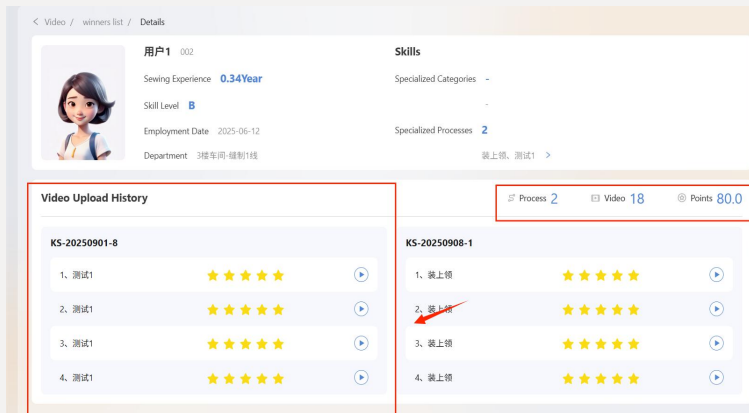 < Video / winners list / Details
用户1 002
Skills
Sewing Experience 0.34Year
Specialized Categories -
Skill Level B
-
Employment Date 2025-06-12
Specialized Processes 2
Department 3楼车间-缝制1线
装上领、测试1 >
Video Upload History
Process 2 Video 18 Points 80.0
KS-20250901-8
1、测试1
2、测试1
3、测试1
4、测试1
KS-20250908-1
1、装上领
2、装上领
3、装上领
4、装上领